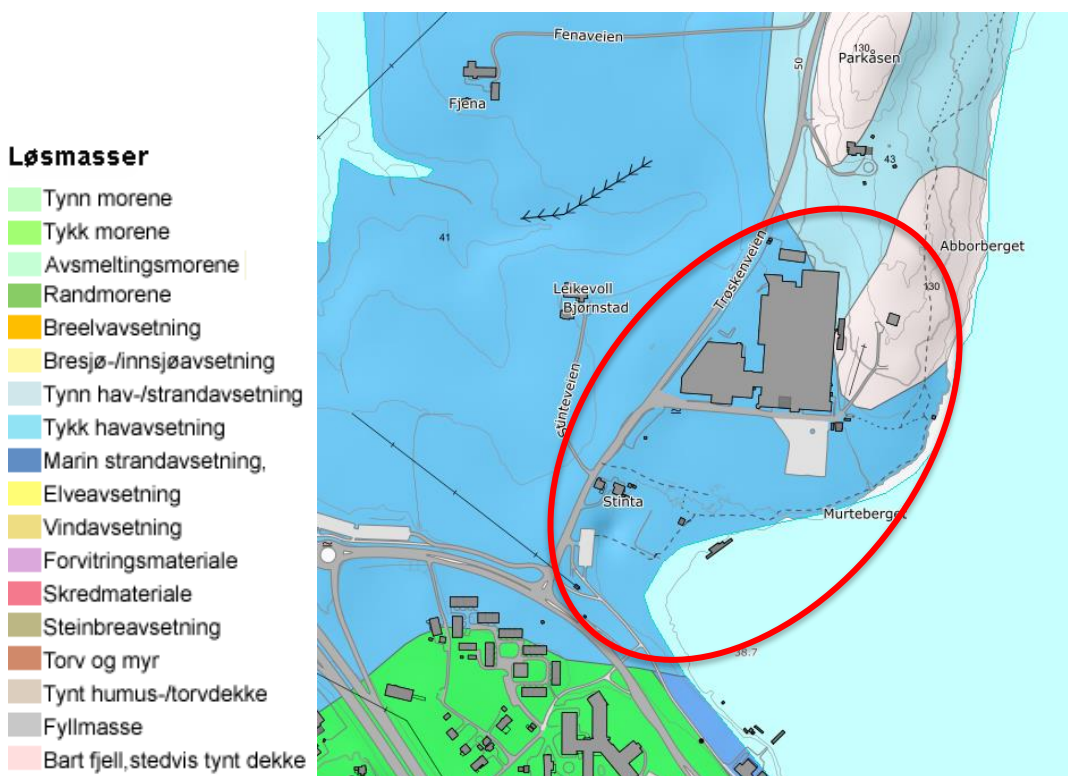 Løsmasser
Tynn morene
Tykk morene
Avsmeltingsmorene
Randmorene
Breelvavsetning
Bresjø-/innsjøavsetning
Tynn hav-/strandavsetning
Tykk havavsetning
Marin strandavsetning,
Elveavsetning
Vindavsetning
Forvitringsmateriale
Skredmateriale
Steinbreavsetning
Torv og myr
Tynt humus-/torvdekke
Fyllmasse
Bart fjell,stedvis tynt dekke
Fenaveien
130
Parkåsen
50
Fjena
43
41
Abborberget
Trøskenveien
130
Leikevoll
Bjørnstad
Sunteveien
Stinta
Murteberget
38.7